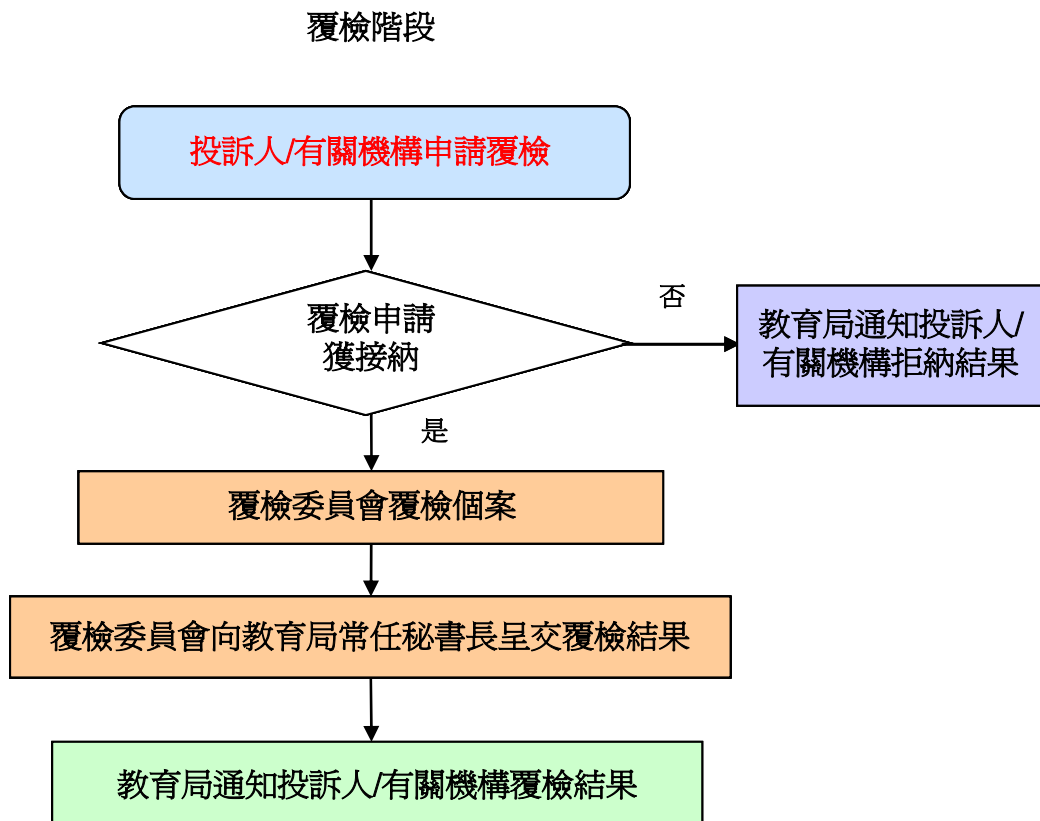 覆檢階段
投訴人/有關機構申請覆檢
覆檢申請
獲接納
否
教育局通知投訴人/
有關機構拒納結果
是
覆檢委員會覆檢個案
覆檢委員會向教育局常任秘書長呈交覆檢結果
教育局通知投訴人/有關機構覆檢結果